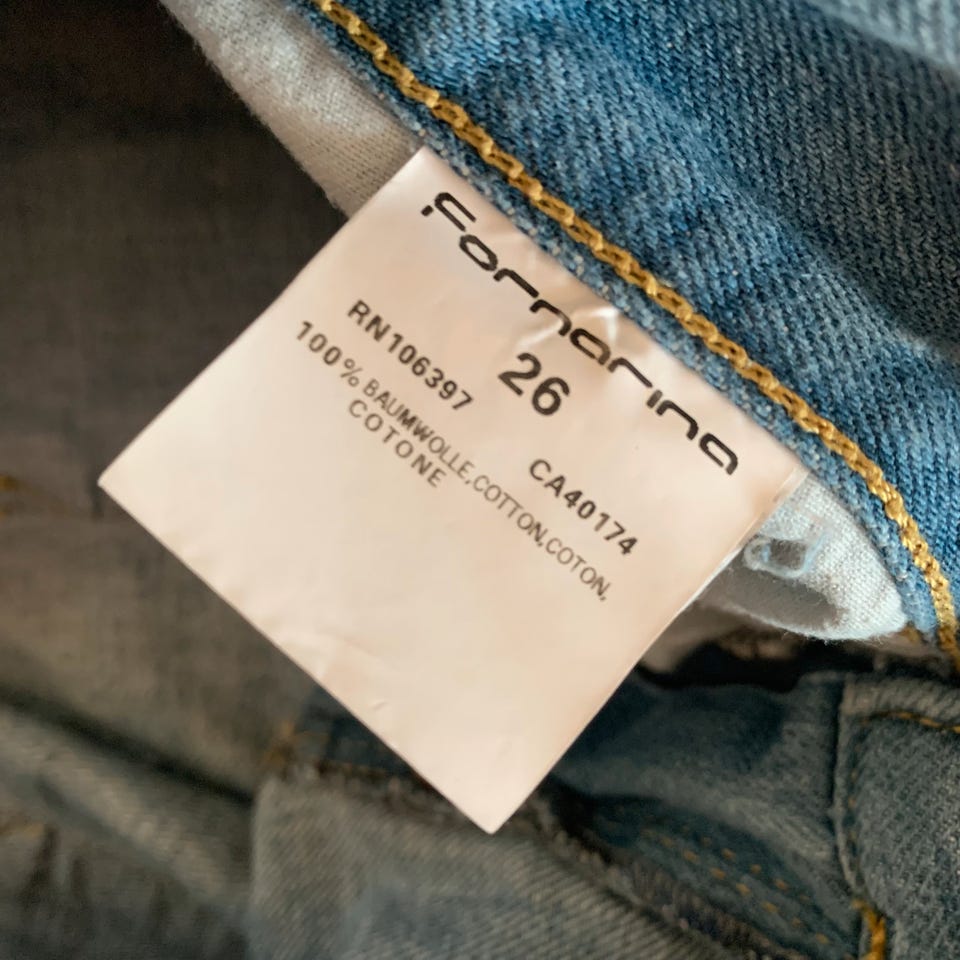 Fornarina
26
RN106397 CA40174
100% BAUMWOLLE,COTTON,COTON,
COTONE